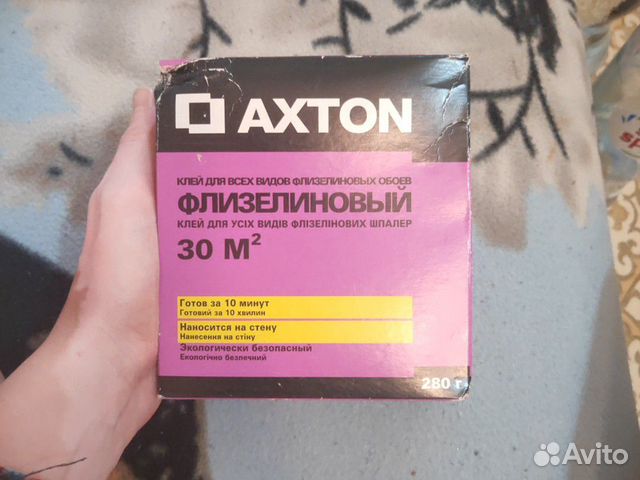 AXTON
КЛЕЙ ДЛЯ ВСЕХ ВИДОВ ФЛИЗЕЛИНОВЫХ ОБОЕВ
ФЛИЗЕЛИНОВЫЙ
КЛЕЙ ДЛЯ УСІХ ВИДІВ ФЛІЗЕЛІНОВИХ ШПАЛЕР
30 М²
Готов за 10 минут
Готовий за 10 хвилин
Наносится на стену
Нанесення на стіну
Экологически безопасный
Екологічно безпечний
280 г
Avito